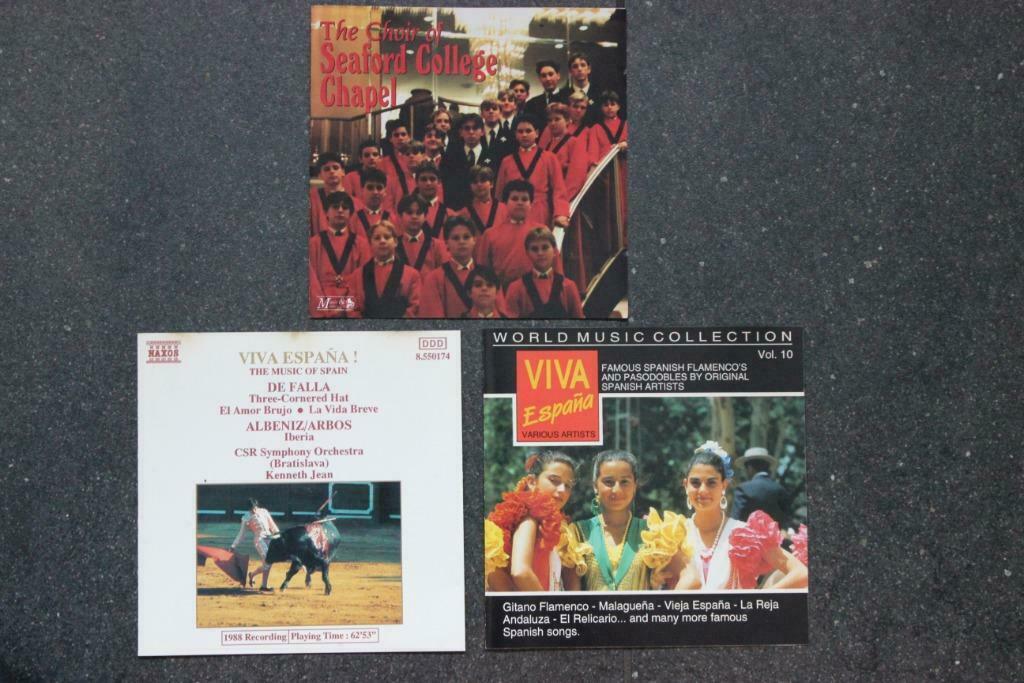 The Choir of
Seaford College
Chapel
NAXOS
DDD
8.550174
VIVA ESPAÑA !
THE MUSIC OF SPAIN
DE FALLA
Three-Cornered Hat
El Amor Brujo • La Vida Breve
ALBENIZ/ARBOS
Iberia
CSR Symphony Orchestra
(Bratislava)
Kenneth Jean
1988 Recording Playing Time : 62'53"
WORLD MUSIC COLLECTION
Vol. 10
VIVA
España
VARIOUS ARTISTS
FAMOUS SPANISH FLAMENCO'S
AND PASODOBLES BY ORIGINAL
SPANISH ARTISTS
Gitano Flamenco - Malagueña - Vieja España - La Reja
Andaluza - El Relicario... and many more famous
Spanish songs.